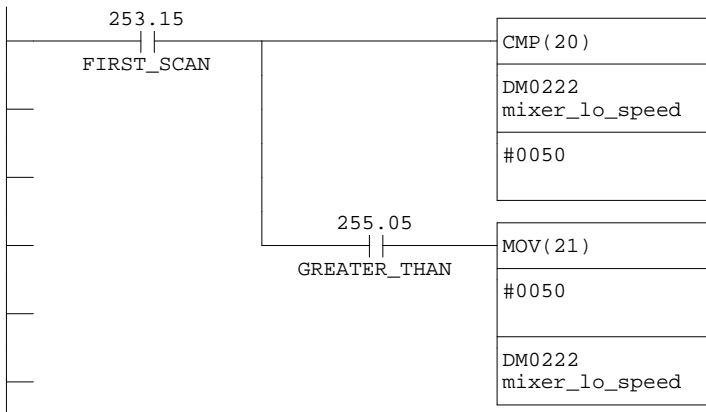 253.15
FIRST_SCAN
CMP(20)
DM0222
mixer_lo_speed
#0050
255.05
GREATER_THAN
MOV(21)
#0050
DM0222
mixer_lo_speed